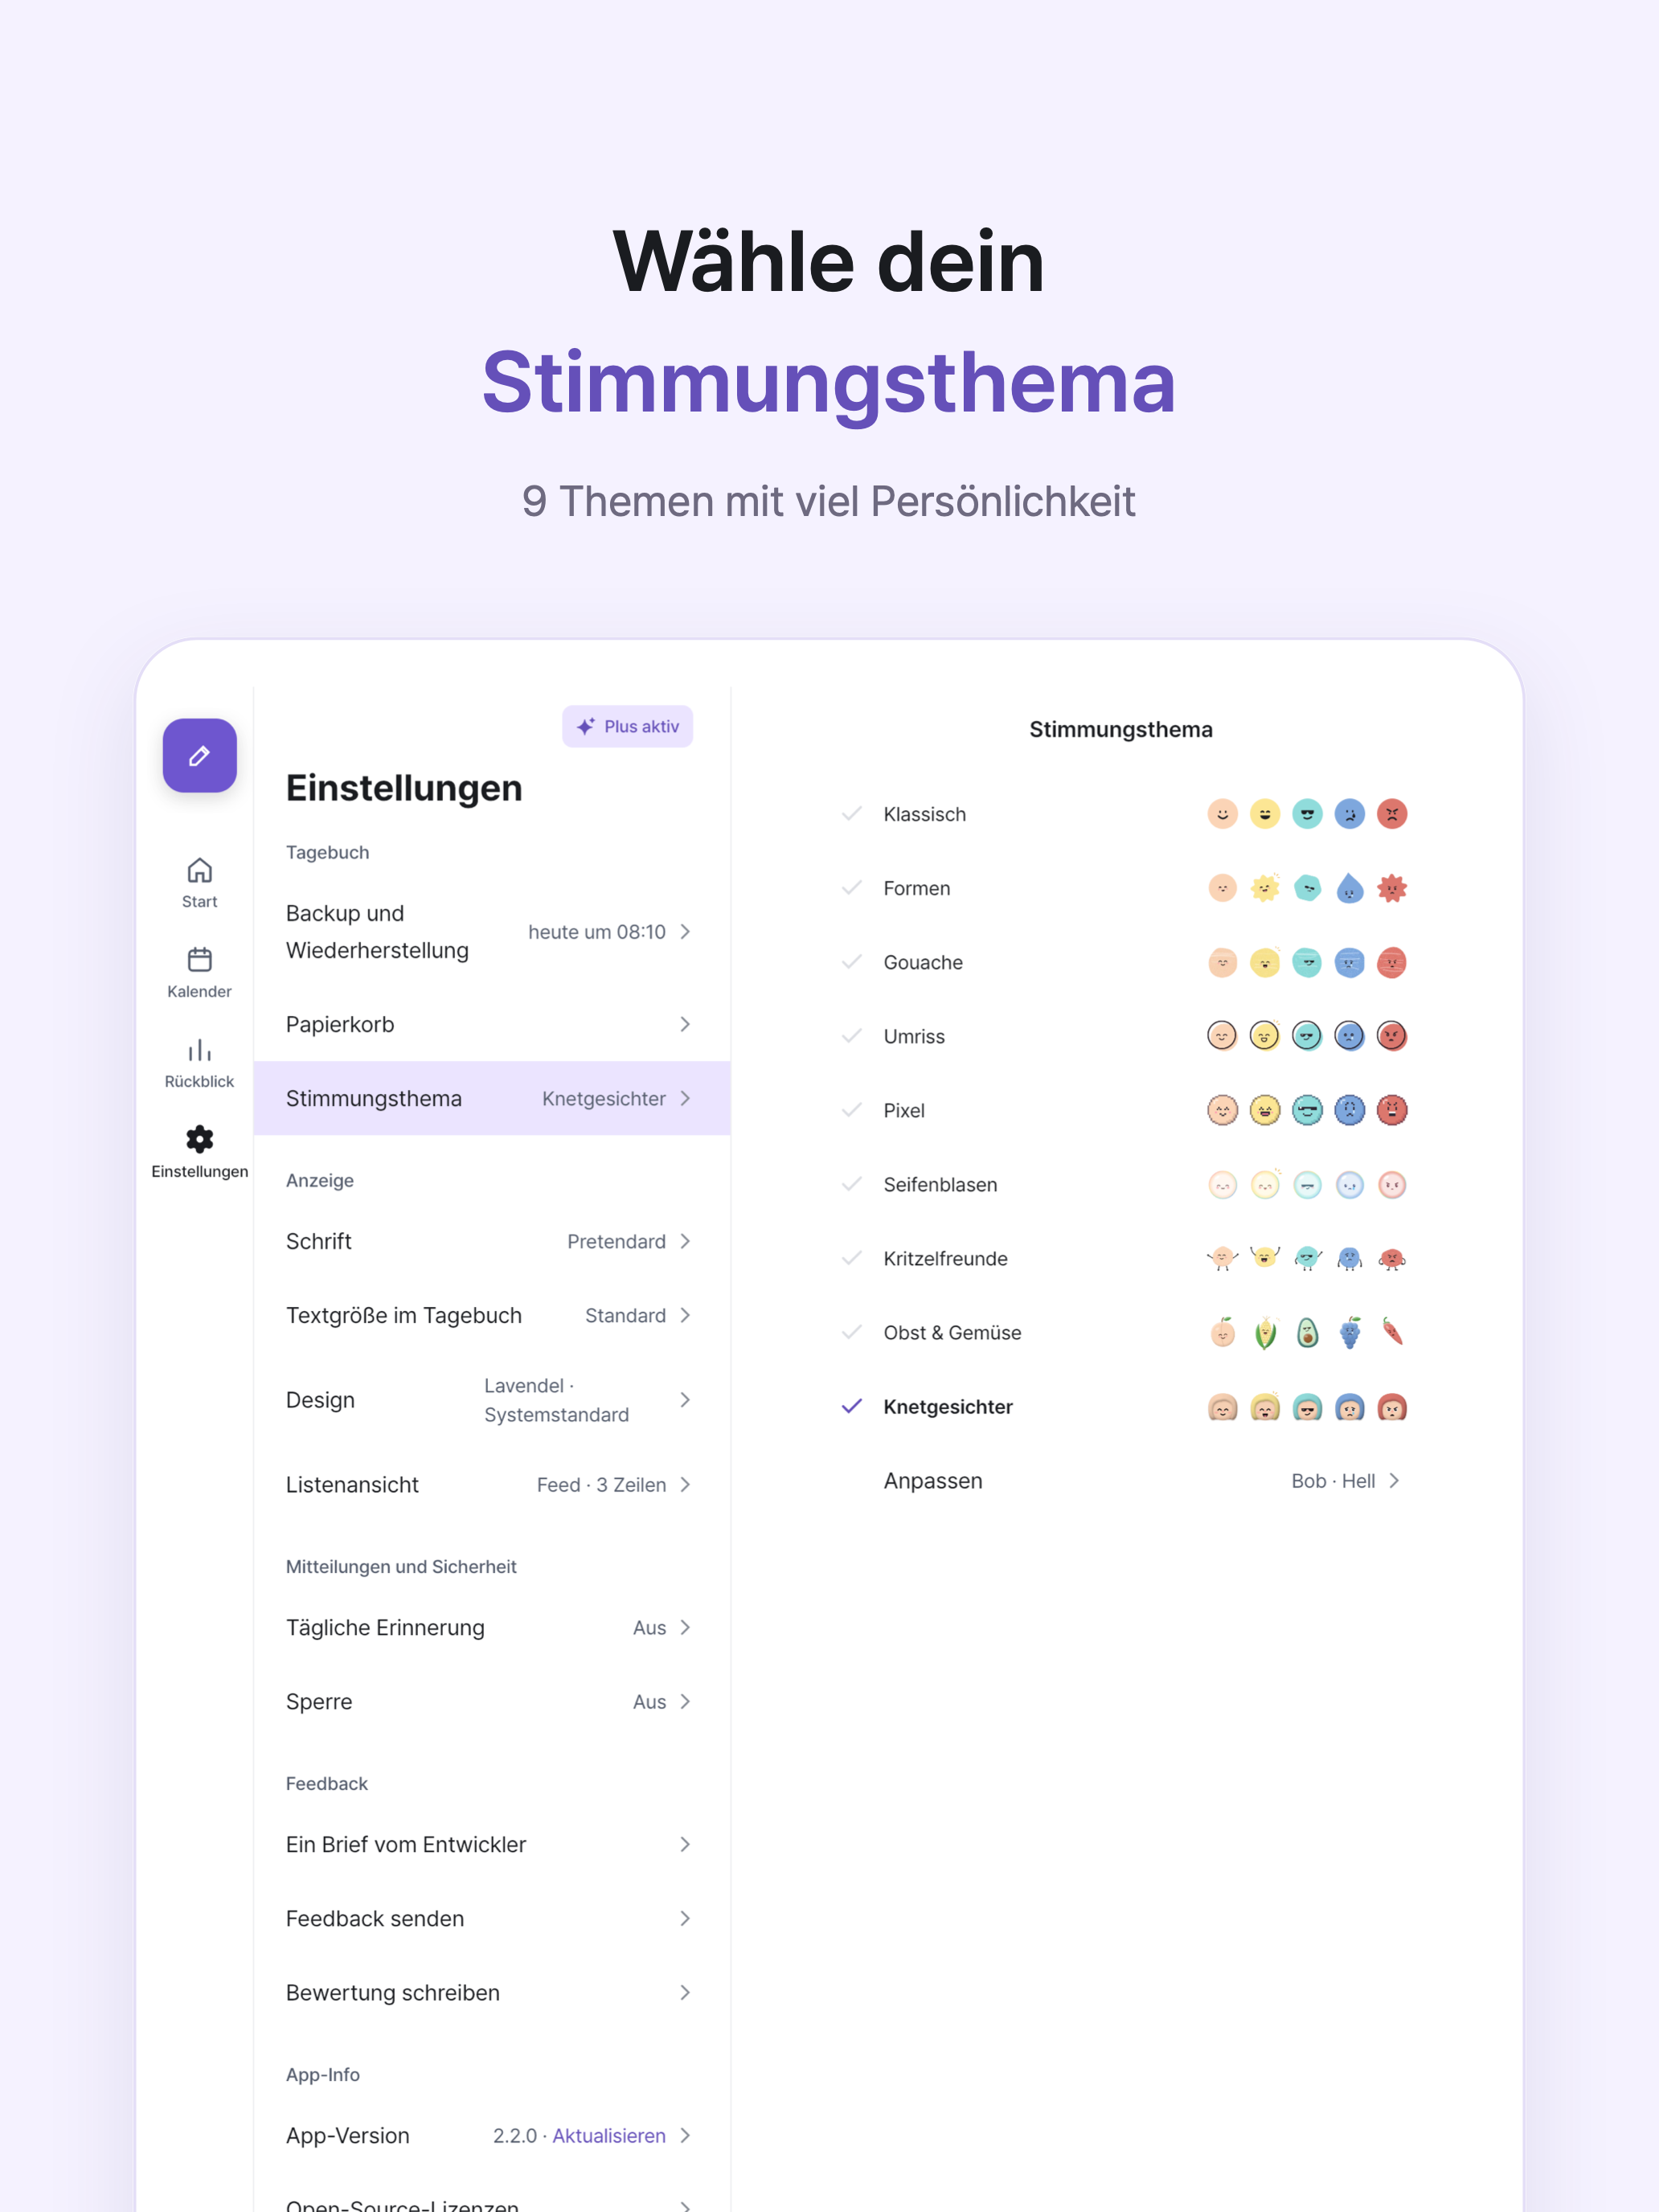 Wähle dein
Stimmungsthema
9 Themen mit viel Persönlichkeit
Start
Kalender
Rückblick
Einstellungen
Plus aktiv
Einstellungen
Tagebuch
Backup und
Wiederherstellung
heute um 08:10
Papierkorb
Stimmungsthema
Knetgesichter
Anzeige
Schrift
Pretendard
Textgröße im Tagebuch
Standard
Design
Lavendel ·
Systemstandard
Listenansicht
Feed · 3 Zeilen
Mitteilungen und Sicherheit
Tägliche Erinnerung
Aus
Sperre
Aus
Feedback
Ein Brief vom Entwickler
Feedback senden
Bewertung schreiben
App-Info
App-Version
2.2.0 · Aktualisieren
Open-Source-Lizenzen
Stimmungsthema
Klassisch
Formen
Gouache
Umriss
Pixel
Seifenblasen
Kritzelfreunde
Obst & Gemüse
Knetgesichter
Anpassen
Bob · Hell